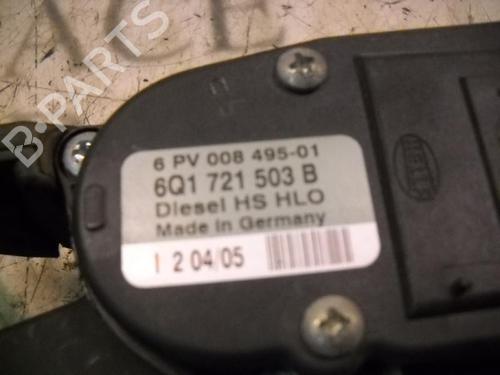 B-PARTS
6 PV 008 495-01
6Q1 721 503 B
Diesel HS HLO
Made in Germany
1 2 04/05
HELLA